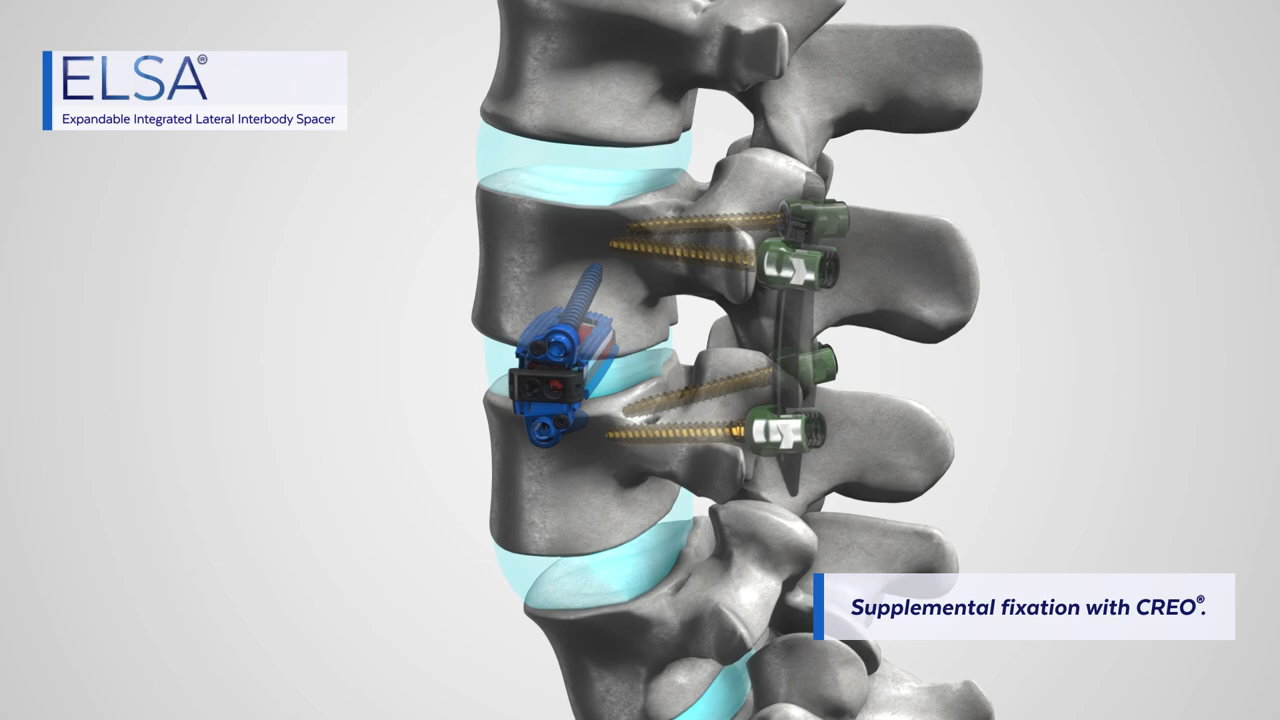 ELSA®
Expandable Integrated Lateral Interbody Spacer
Supplemental fixation with CREO®.